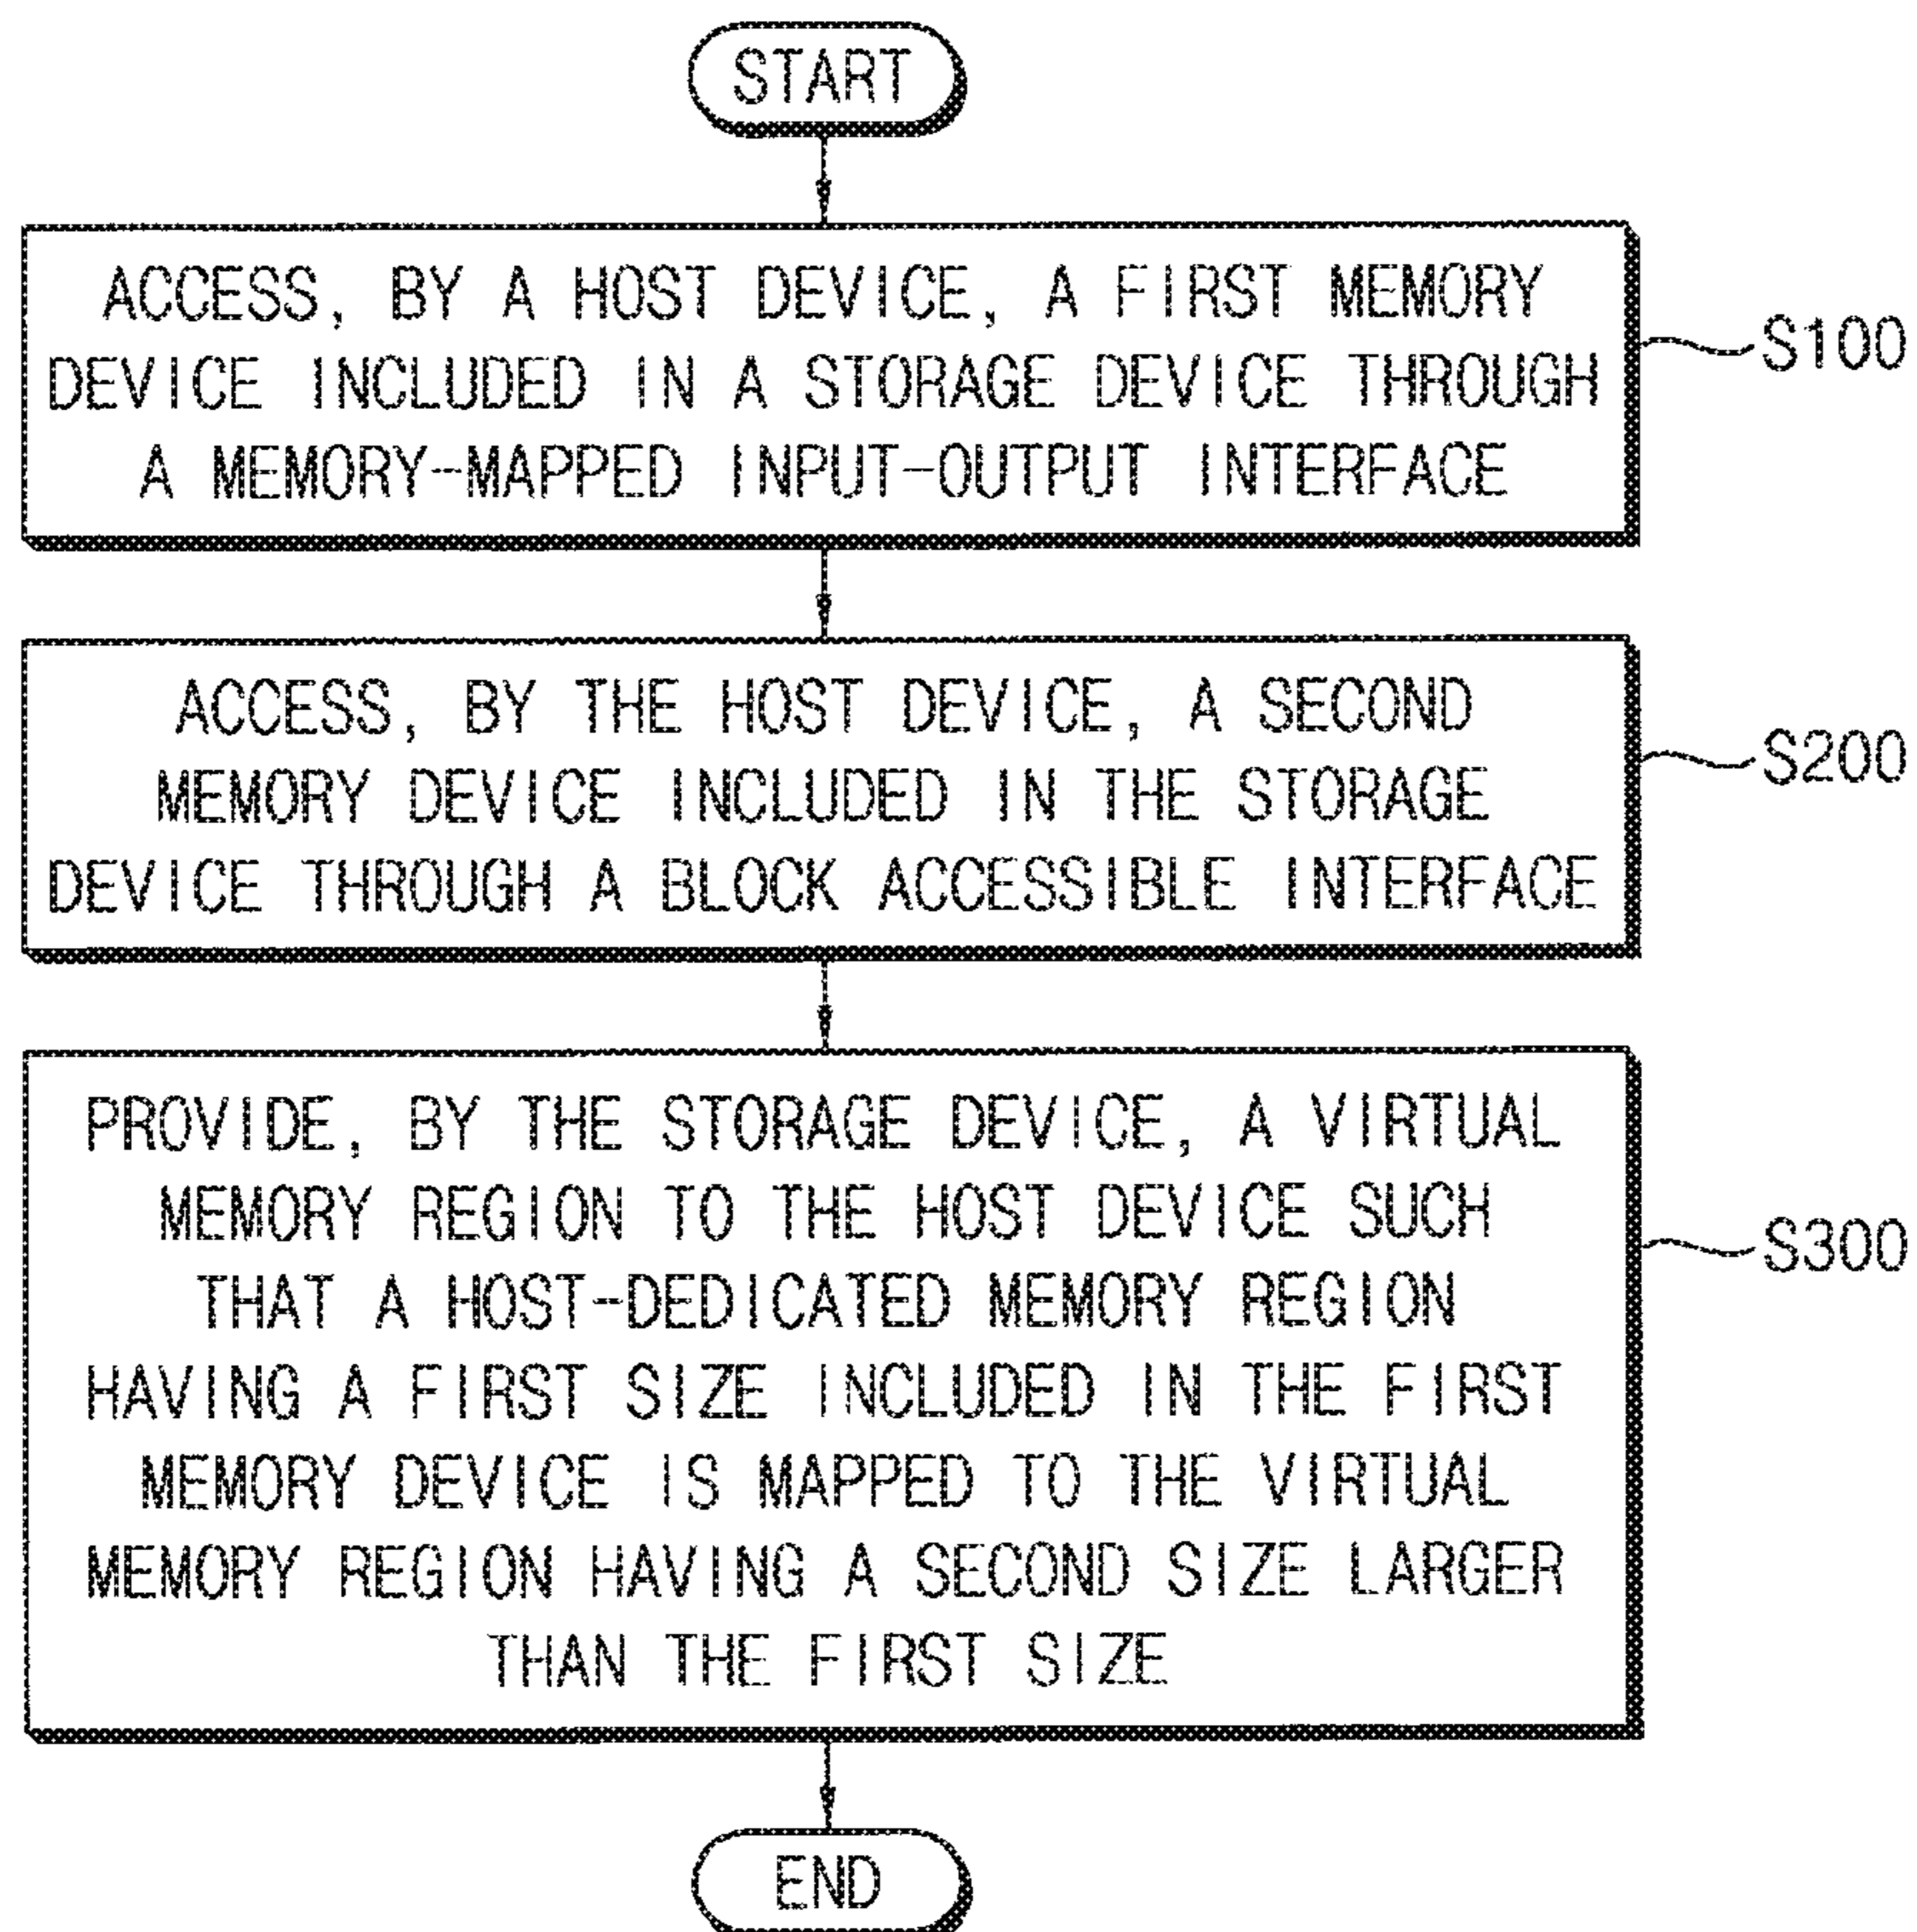 START
ACCESS, BY A HOST DEVICE, A FIRST MEMORY
DEVICE INCLUDED IN A STORAGE DEVICE THROUGH
A MEMORY-MAPPED INPUT-OUTPUT INTERFACE
S100
ACCESS, BY THE HOST DEVICE, A SECOND
MEMORY DEVICE INCLUDED IN THE STORAGE
DEVICE THROUGH A BLOCK ACCESSIBLE INTERFACE
S200
PROVIDE, BY THE STORAGE DEVICE, A VIRTUAL
MEMORY REGION TO THE HOST DEVICE SUCH
THAT A HOST-DEDICATED MEMORY REGION
HAVING A FIRST SIZE INCLUDED IN THE FIRST
MEMORY DEVICE IS MAPPED TO THE VIRTUAL
MEMORY REGION HAVING A SECOND SIZE LARGER
THAN THE FIRST SIZE
S300
END